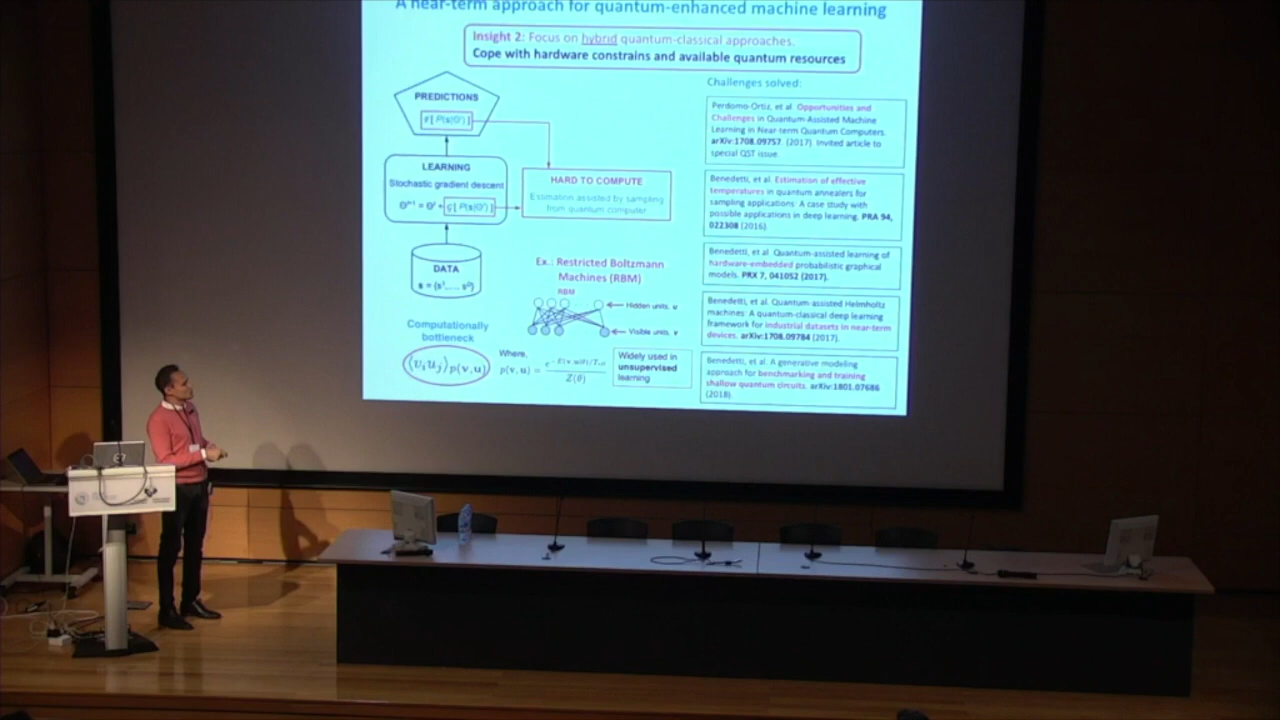 A near-term approach for quantum-enhanced machine learning
Insight 2: Focus on hybrid quantum-classical approaches.
Cope with hardware constrains and available quantum resources
PREDICTIONS
F[ P(s|Θᵗ) ]
LEARNING
Stochastic gradient descent
Θᵗ⁺¹ = Θᵗ + G[ P(s|Θᵗ) ]
HARD TO COMPUTE
Estimation assisted by sampling
from quantum computer
DATA
s = {s¹,..., sᴰ}
Computationally
bottleneck
⟨vᵢuⱼ⟩p(v,u)
Ex.: Restricted Boltzmann
Machines (RBM)
RBM
Hidden units, u
Visible units, v
Where,
p(v, u) =
Z(θ)
Widely used in
unsupervised
learning
Challenges solved:
Perdomo-Ortiz, et al. Opportunities and
Challenges in Quantum-Assisted Machine
Learning in Near-term Quantum Computers.
arXiv:1708.09757. (2017). Invited article to
special QST issue.
Benedetti, et al. Estimation of effective
temperatures in quantum annealers for
sampling applications: A case study with
possible applications in deep learning. PRA 94,
022308 (2016).
Benedetti, et al. Quantum-assisted learning of
hardware-embedded probabilistic graphical
models. PRX 7, 041052 (2017).
Benedetti, et al. Quantum-assisted Helmholtz
machines: A quantum-classical deep learning
framework for industrial datasets in near-term
devices. arXiv:1708.09784 (2017).
Benedetti, et al. A generative modeling
approach for benchmarking and training
shallow quantum circuits. arXiv:1801.07686
(2018).